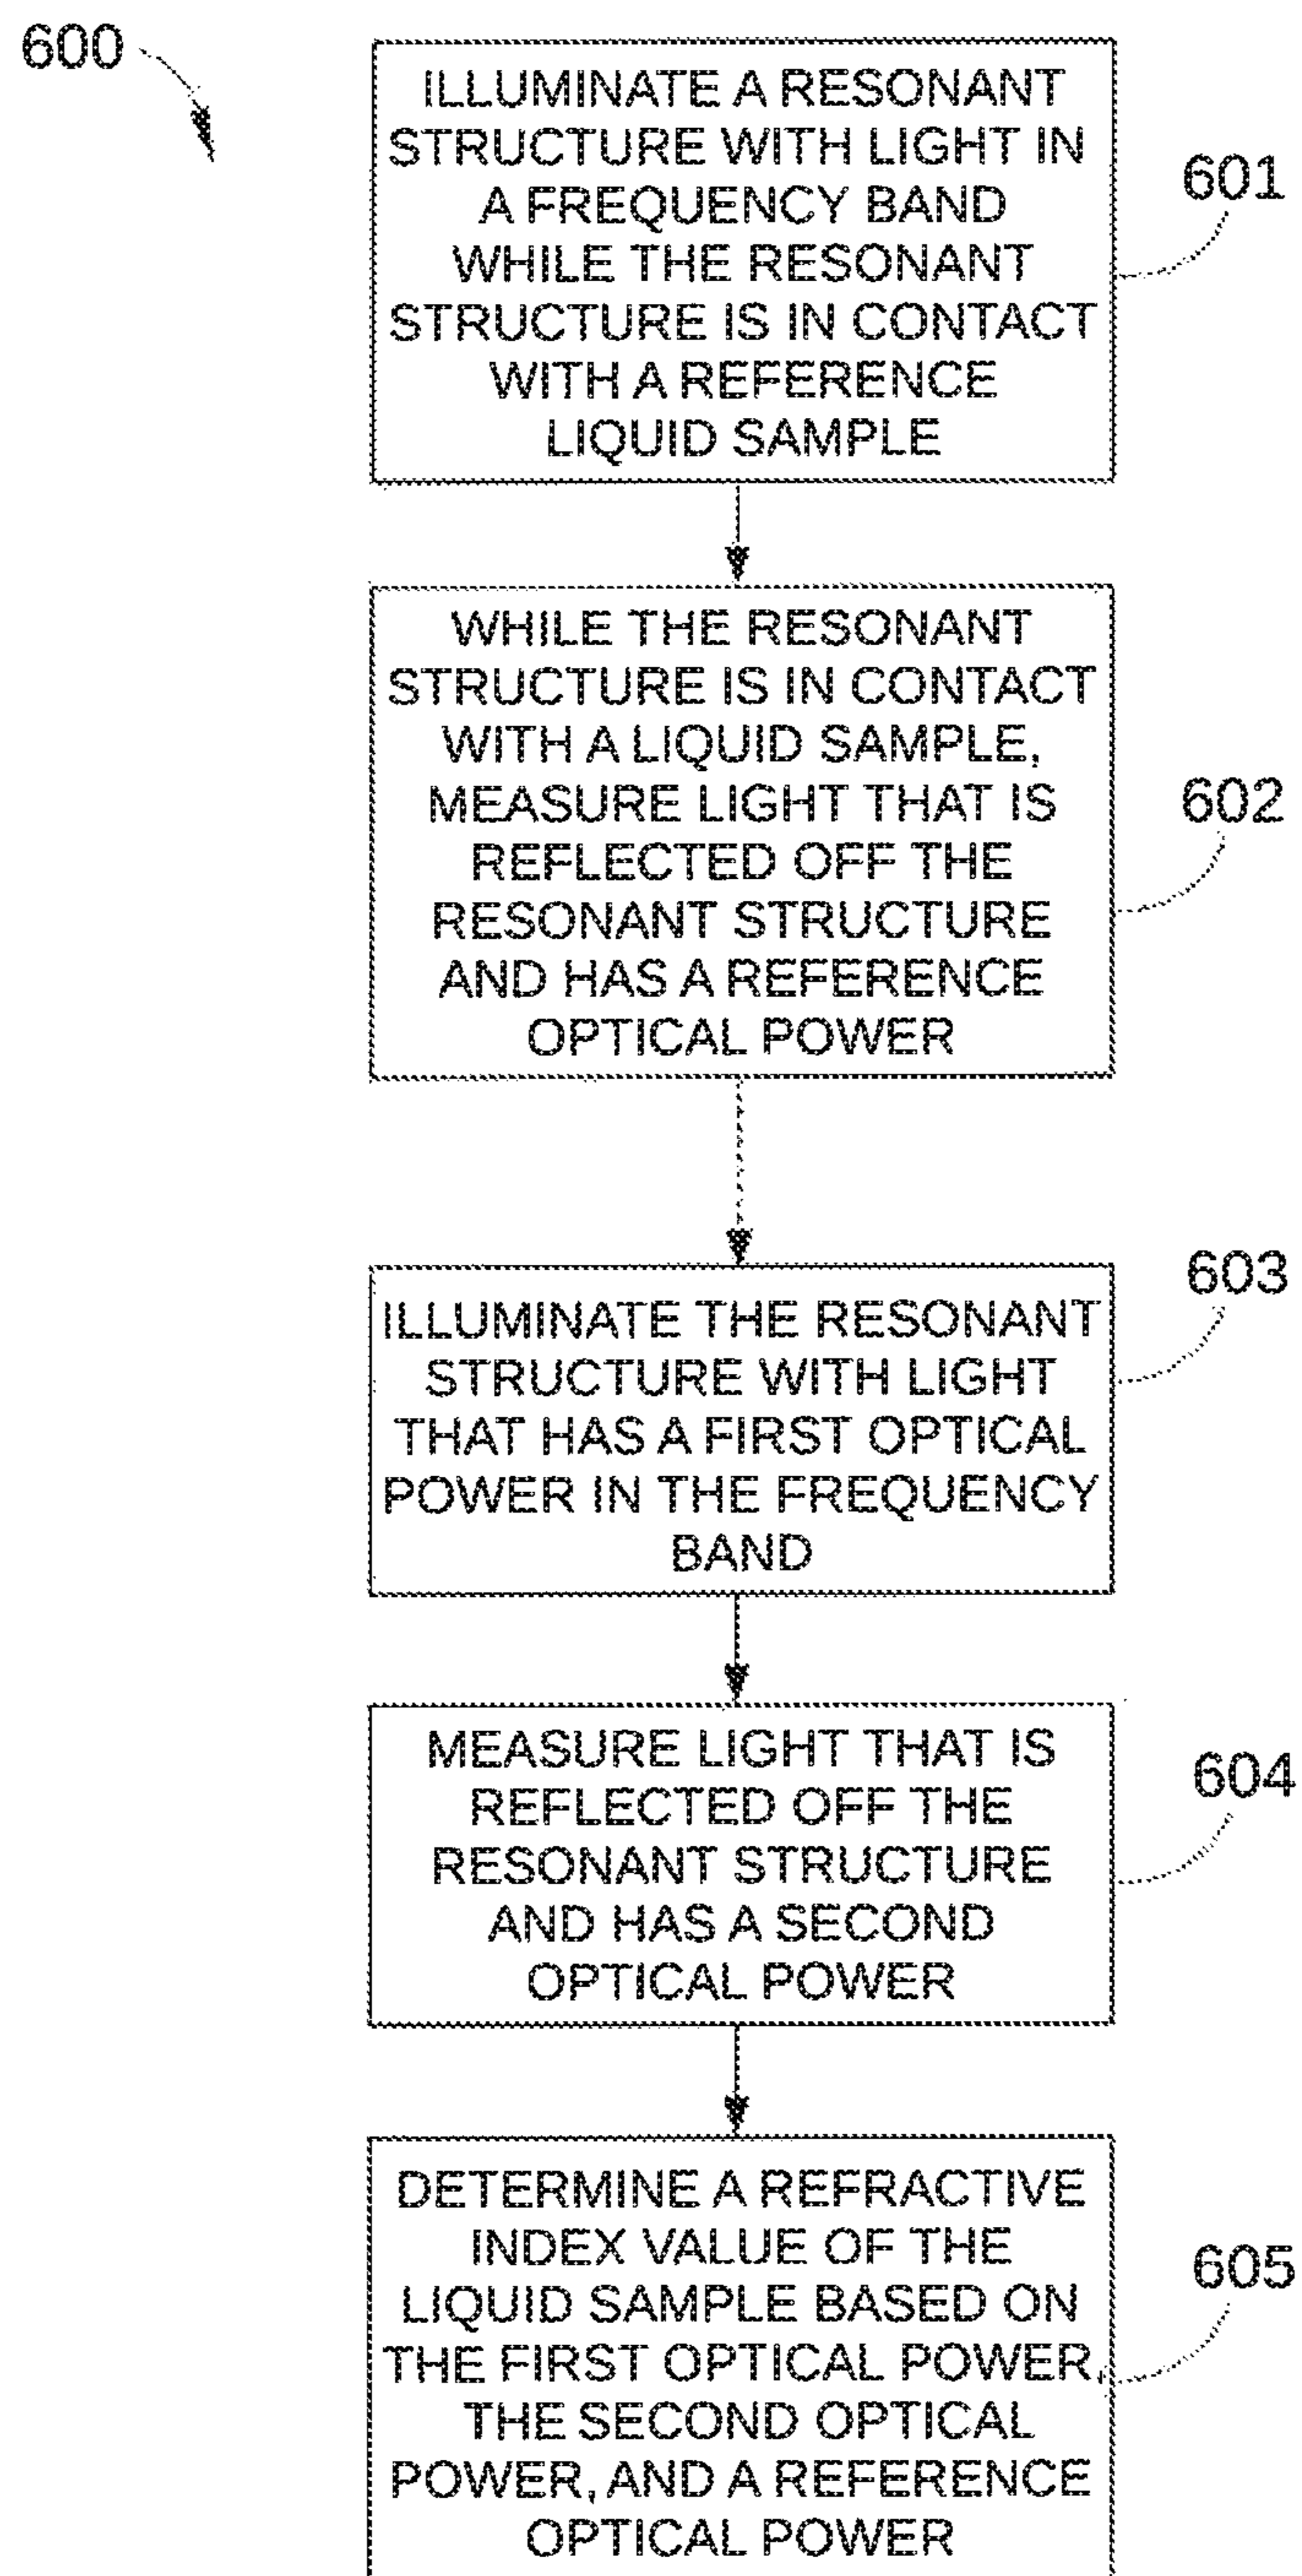 600
ILLUMINATE A RESONANT
STRUCTURE WITH LIGHT IN
A FREQUENCY BAND
WHILE THE RESONANT
STRUCTURE IS IN CONTACT
WITH A REFERENCE
LIQUID SAMPLE
601
WHILE THE RESONANT
STRUCTURE IS IN CONTACT
WITH A LIQUID SAMPLE,
MEASURE LIGHT THAT IS
REFLECTED OFF THE
RESONANT STRUCTURE
AND HAS A REFERENCE
OPTICAL POWER
602
ILLUMINATE THE RESONANT
STRUCTURE WITH LIGHT
THAT HAS A FIRST OPTICAL
POWER IN THE FREQUENCY
BAND
603
MEASURE LIGHT THAT IS
REFLECTED OFF THE
RESONANT STRUCTURE
AND HAS A SECOND
OPTICAL POWER
604
DETERMINE A REFRACTIVE
INDEX VALUE OF THE
LIQUID SAMPLE BASED ON
THE FIRST OPTICAL POWER,
THE SECOND OPTICAL
POWER, AND A REFERENCE
OPTICAL POWER
605